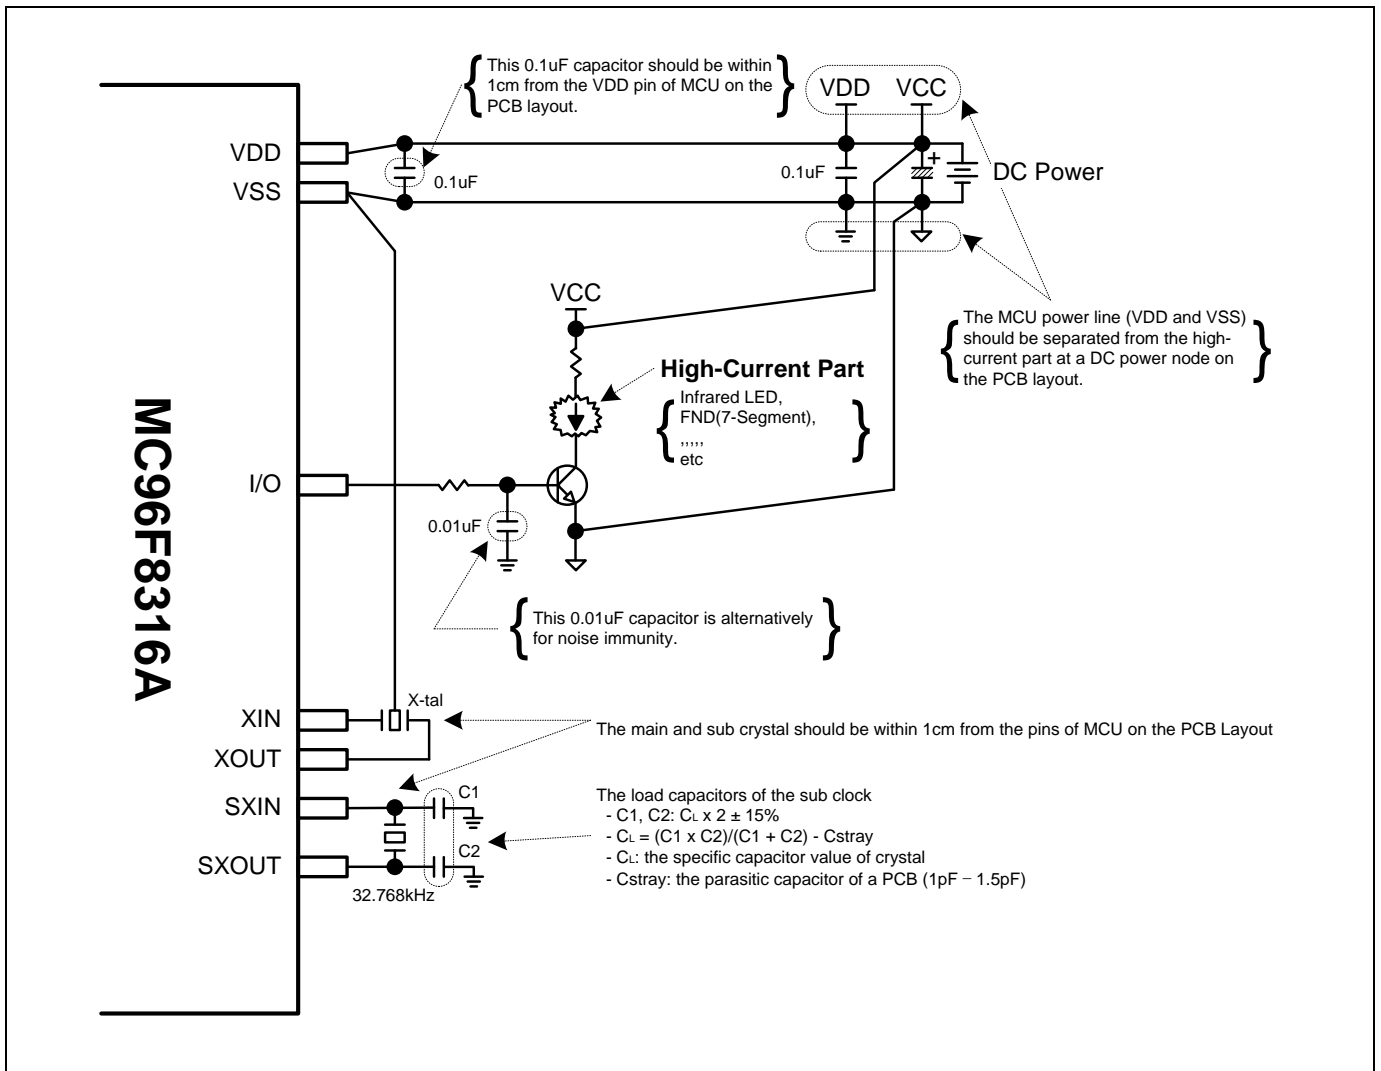 This 0.1uF capacitor should be within
1cm from the VDD pin of MCU on the
PCB layout.
VDD
VCC
VDD
VSS
0.1uF
0.1uF
+
DC Power
VCC
The MCU power line (VDD and VSS)
should be separated from the high-
current part at a DC power node on
the PCB layout.
High-Current Part
Infrared LED,
FND(7-Segment),
,,,,,
etc
MC96F8316A
I/O
0.01uF
This 0.01uF capacitor is alternatively
for noise immunity.
X-tal
XIN
XOUT
The main and sub crystal should be within 1cm from the pins of MCU on the PCB Layout
SXIN
C1
SXOUT
C2
32.768kHz
The load capacitors of the sub clock
- C1, C2: CL x 2 ± 15%
- CL = (C1 x C2)/(C1 + C2) - Cstray
- CL: the specific capacitor value of crystal
- Cstray: the parasitic capacitor of a PCB (1pF – 1.5pF)